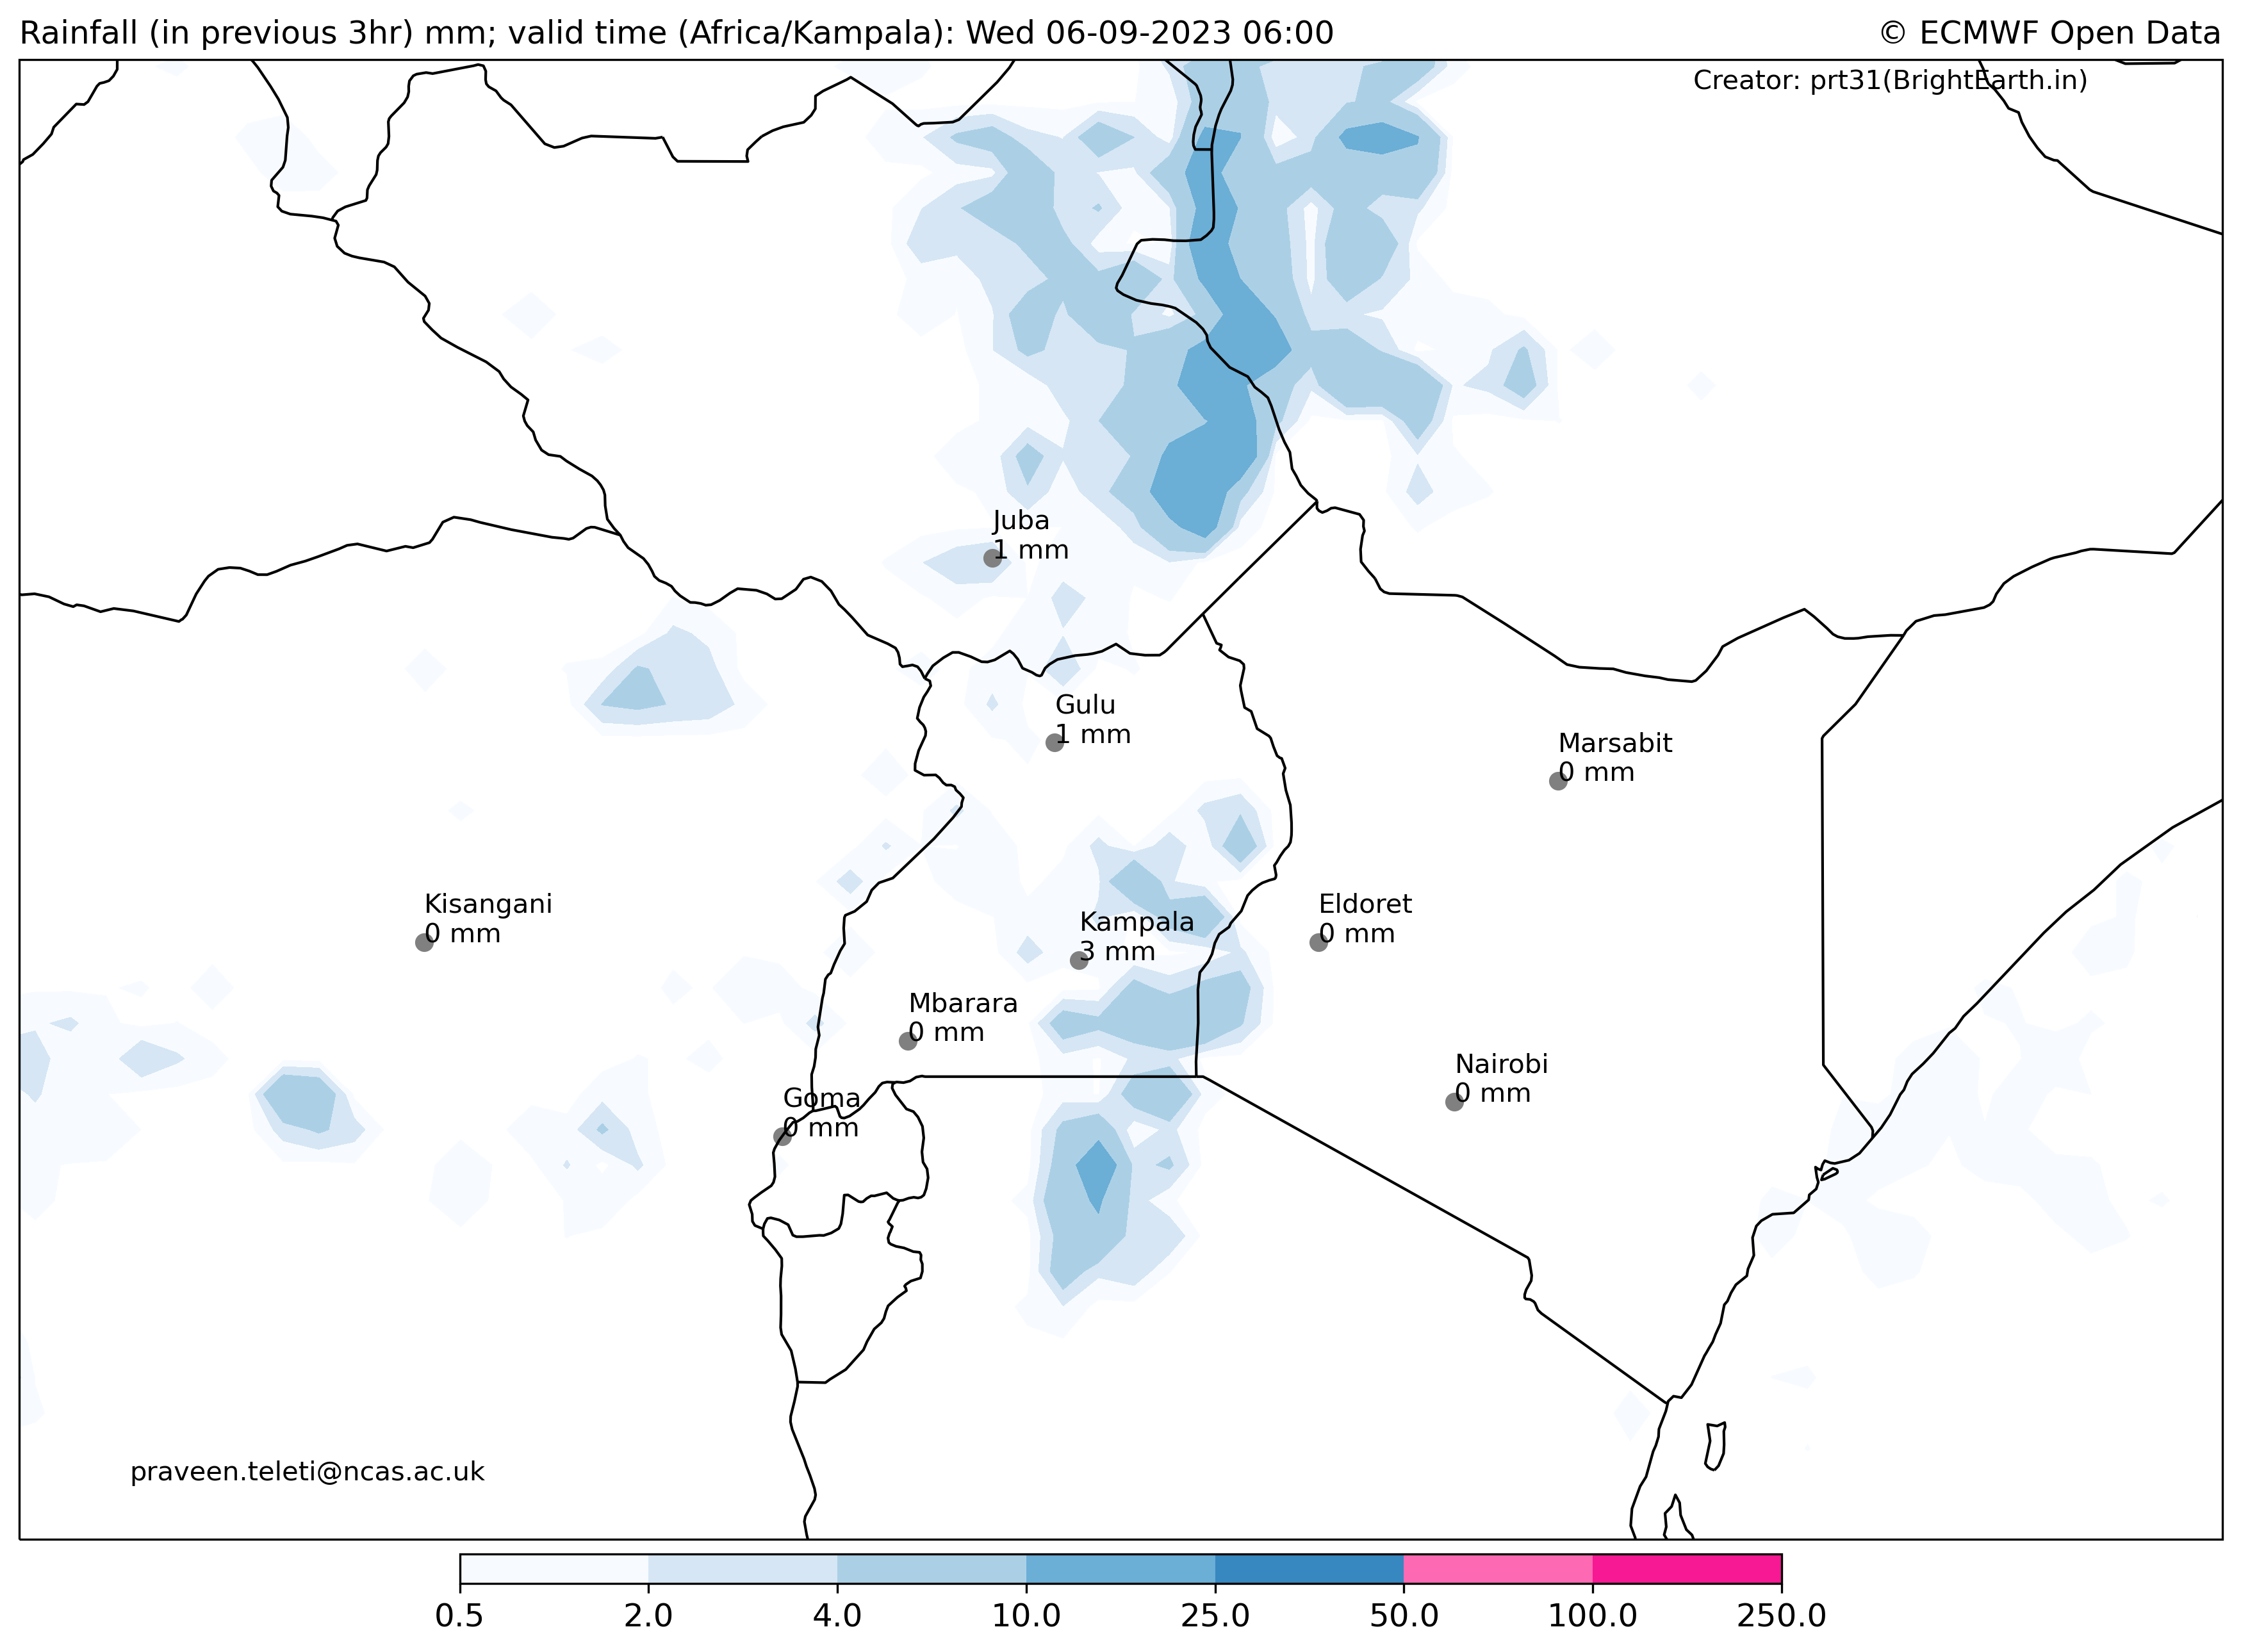 Rainfall (in previous 3hr) mm; valid time (Africa/Kampala): Wed 06-09-2023 06:00
© ECMWF Open Data
Creator: prt31(BrightEarth.in)
Juba
1 mm
Gulu
1 mm
Marsabit
0 mm
Kisangani
0 mm
Kampala
3 mm
Eldoret
0 mm
Mbarara
0 mm
Goma
0 mm
Nairobi
0 mm
praveen.teleti@ncas.ac.uk
0.5 2.0 4.0 10.0 25.0 50.0 100.0 250.0